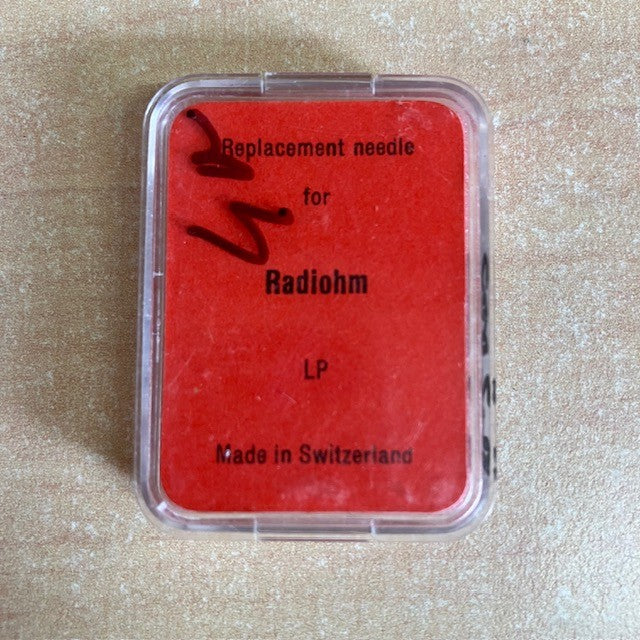 Replacement needle
for
Radiohm
LP
Made in Switzerland